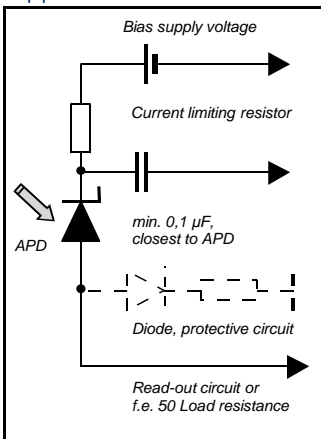 Bias supply voltage
Current limiting resistor
min. 0,1 µF,
closest to APD
APD
Diode, protective circuit
Read-out circuit or
f.e. 50 Load resistance